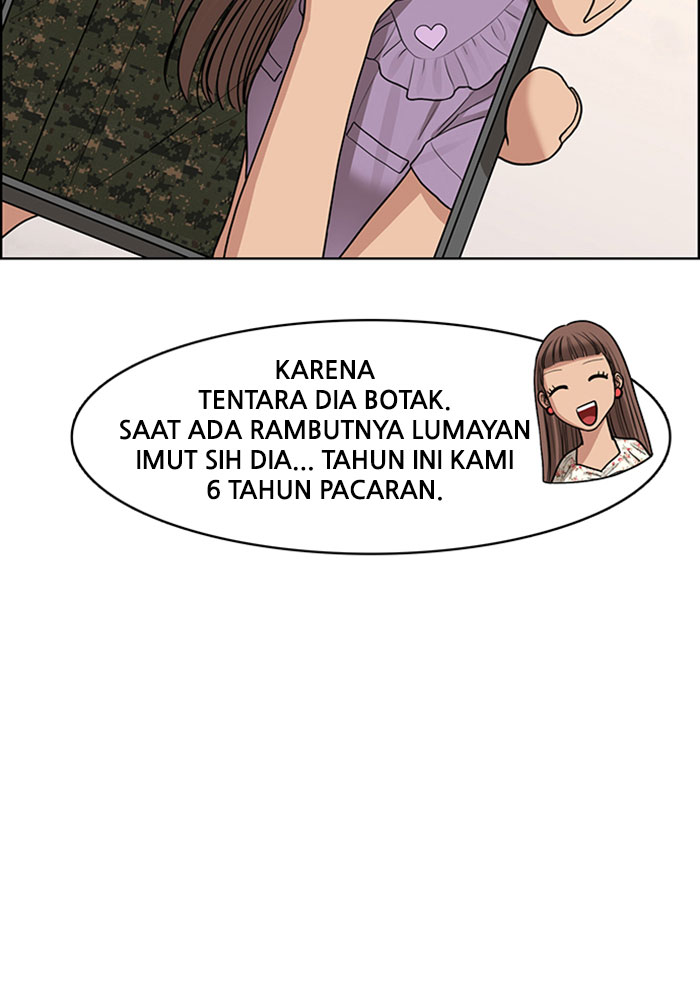 KARENA
TENTARA DIA BOTAK.
SAAT ADA RAMBUTNYA LUMAYAN
IMUT SIH DIA... TAHUN INI KAMI
6 TAHUN PACARAN.